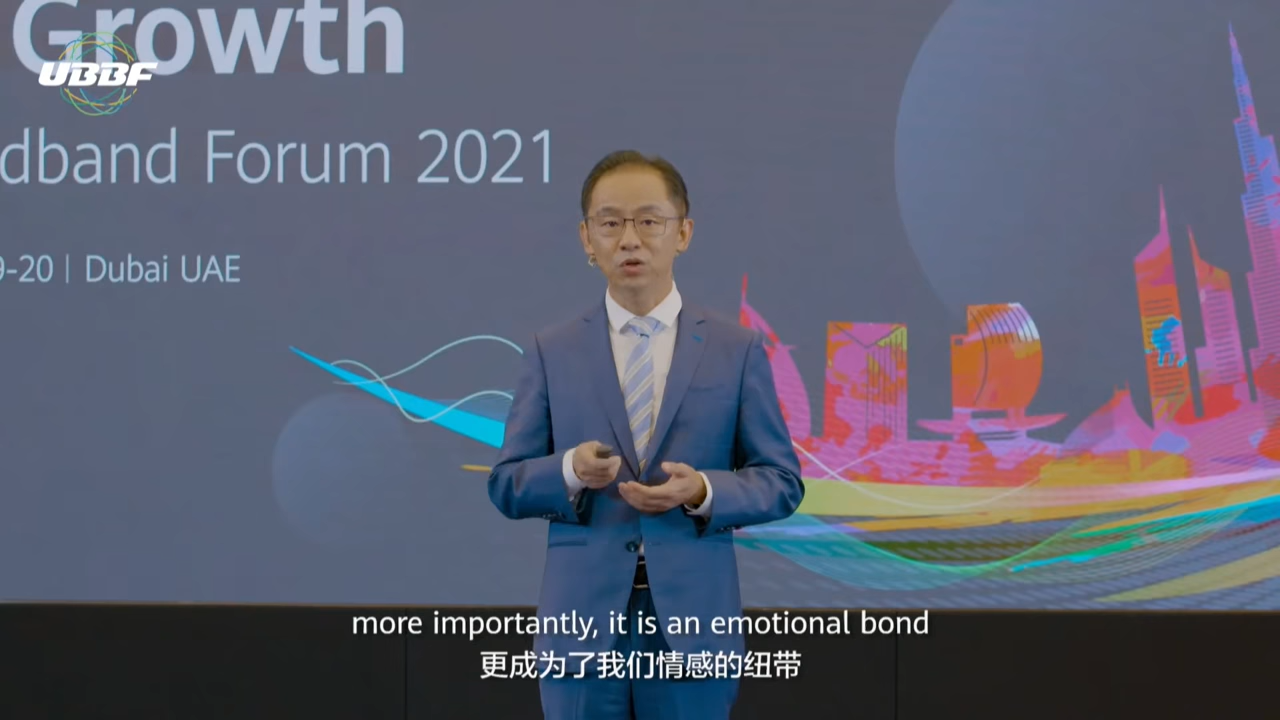 Growth
UBBF
dband Forum 2021
9-20 | Dubai UAE
more importantly, it is an emotional bond
更成为了我们情感的纽带